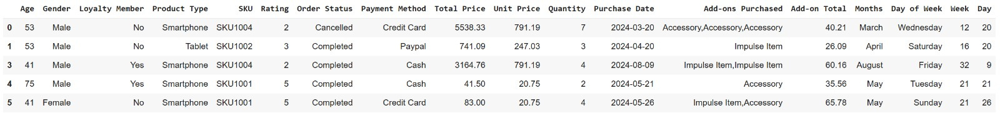 Age Gender Loyalty Member Product Type SKU Rating Order Status Payment Method Total Price Unit Price Quantity Purchase Date Add-ons Purchased Add-on Total Months Day of Week Week Day
0 53 Male No Smartphone SKU1004 2 Cancelled Credit Card 5538.33 791.19 7 2024-03-20 Accessory,Accessory,Accessory 40.21 March Wednesday 12 20
1 53 Male No Tablet SKU1002 3 Completed Paypal 741.09 247.03 3 2024-04-20 Impulse Item 26.09 April Saturday 16 20
3 41 Male Yes Smartphone SKU1004 2 Completed Cash 3164.76 791.19 4 2024-08-09 Impulse Item,Impulse Item 60.16 August Friday 32 9
4 75 Male Yes Smartphone SKU1001 5 Completed Cash 41.50 20.75 2 2024-05-21 Accessory 35.56 May Tuesday 21 21
5 41 Female No Smartphone SKU1001 5 Completed Credit Card 83.00 20.75 4 2024-05-26 Impulse Item,Accessory 65.78 May Sunday 21 26